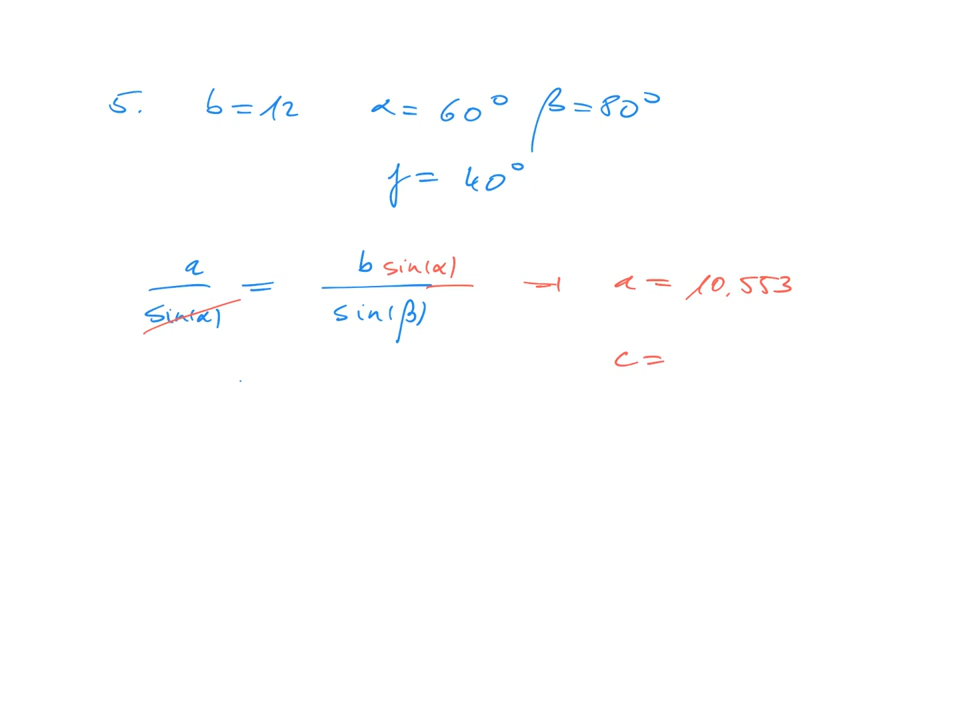 5. b = 12 α = 60° β = 80°
γ = 40°
a / sin(α) = b sin(α) / sin(β) → a = 10.553
c =